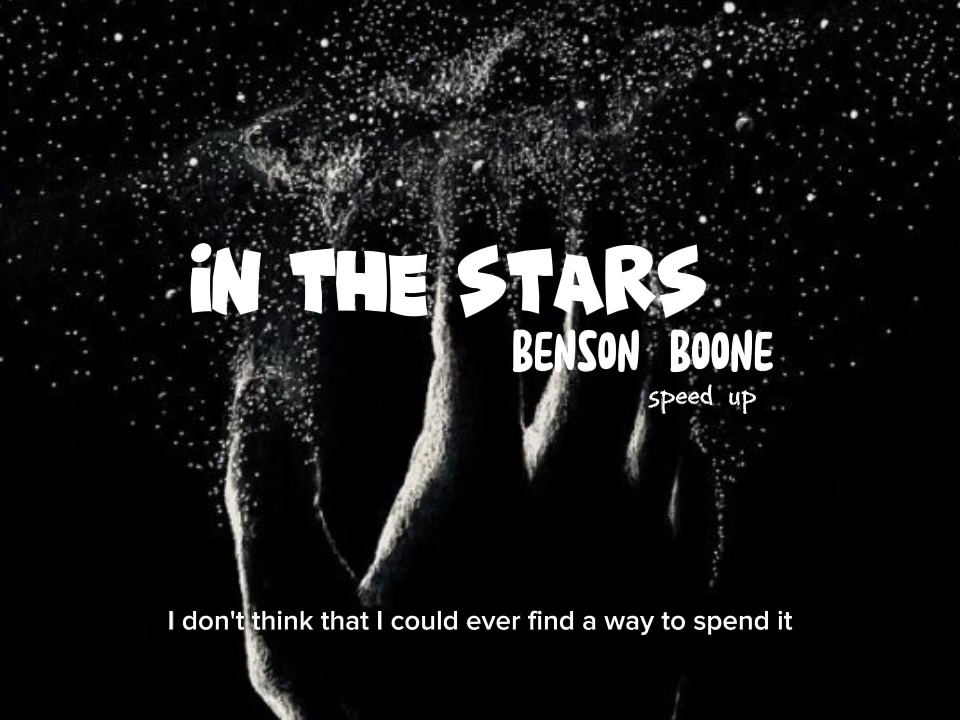 iN THE STARS
BENSON BOONE
speed up
I don't think that I could ever find a way to spend it